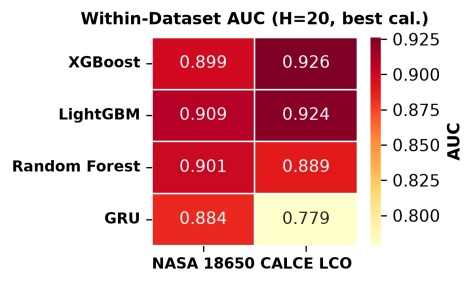 Within-Dataset AUC (H=20, best cal.)
XGBoost 0.899 0.926
LightGBM 0.909 0.924
Random Forest 0.901 0.889
GRU 0.884 0.779
NASA 18650 CALCE LCO
0.925
0.900
0.875
0.850
0.825
0.800
AUC